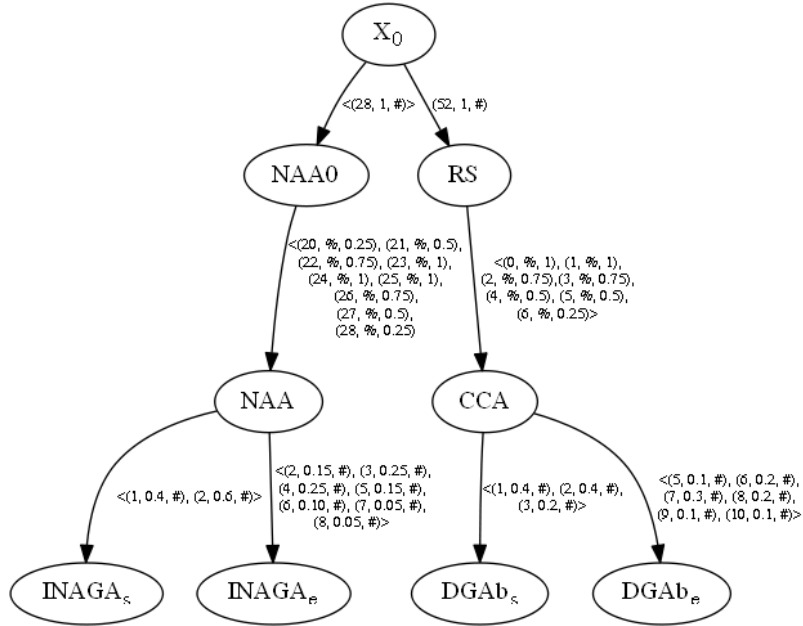 X₀
<(28, 1, #)> (52, 1, #)
NAA0
RS
<(20, %, 0.25), (21, %, 0.5),
(22, %, 0.75), (23, %, 1),
(24, %, 1), (25, %, 1),
(26, %, 0.75),
(27, %, 0.5),
(28, %, 0.25)
<(0, %, 1), (1, %, 1),
(2, %, 0.75),(3, %, 0.75),
(4, %, 0.5), (5, %, 0.5),
(6, %, 0.25)>
NAA
CCA
<(1, 0.4, #), (2, 0.6, #)>
<(2, 0.15, #), (3, 0.25, #),
(4, 0.25, #), (5, 0.15, #),
(6, 0.10, #), (7, 0.05, #),
(8, 0.05, #)>
<(1, 0.4, #), (2, 0.4, #),
(3, 0.2, #)>
<(5, 0.1, #), (6, 0.2, #),
(7, 0.3, #), (8, 0.2, #),
(9, 0.1, #), (10, 0.1, #)>
INAGAₛ
INAGAₑ
DGAbₛ
DGAbₑ